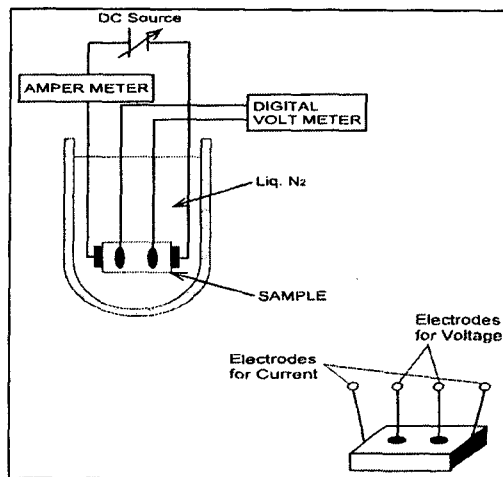 DC Source
AMPER METER
DIGITAL
VOLT METER
Liq. N₂
SAMPLE
Electrodes
for Voltage
Electrodes
for Current